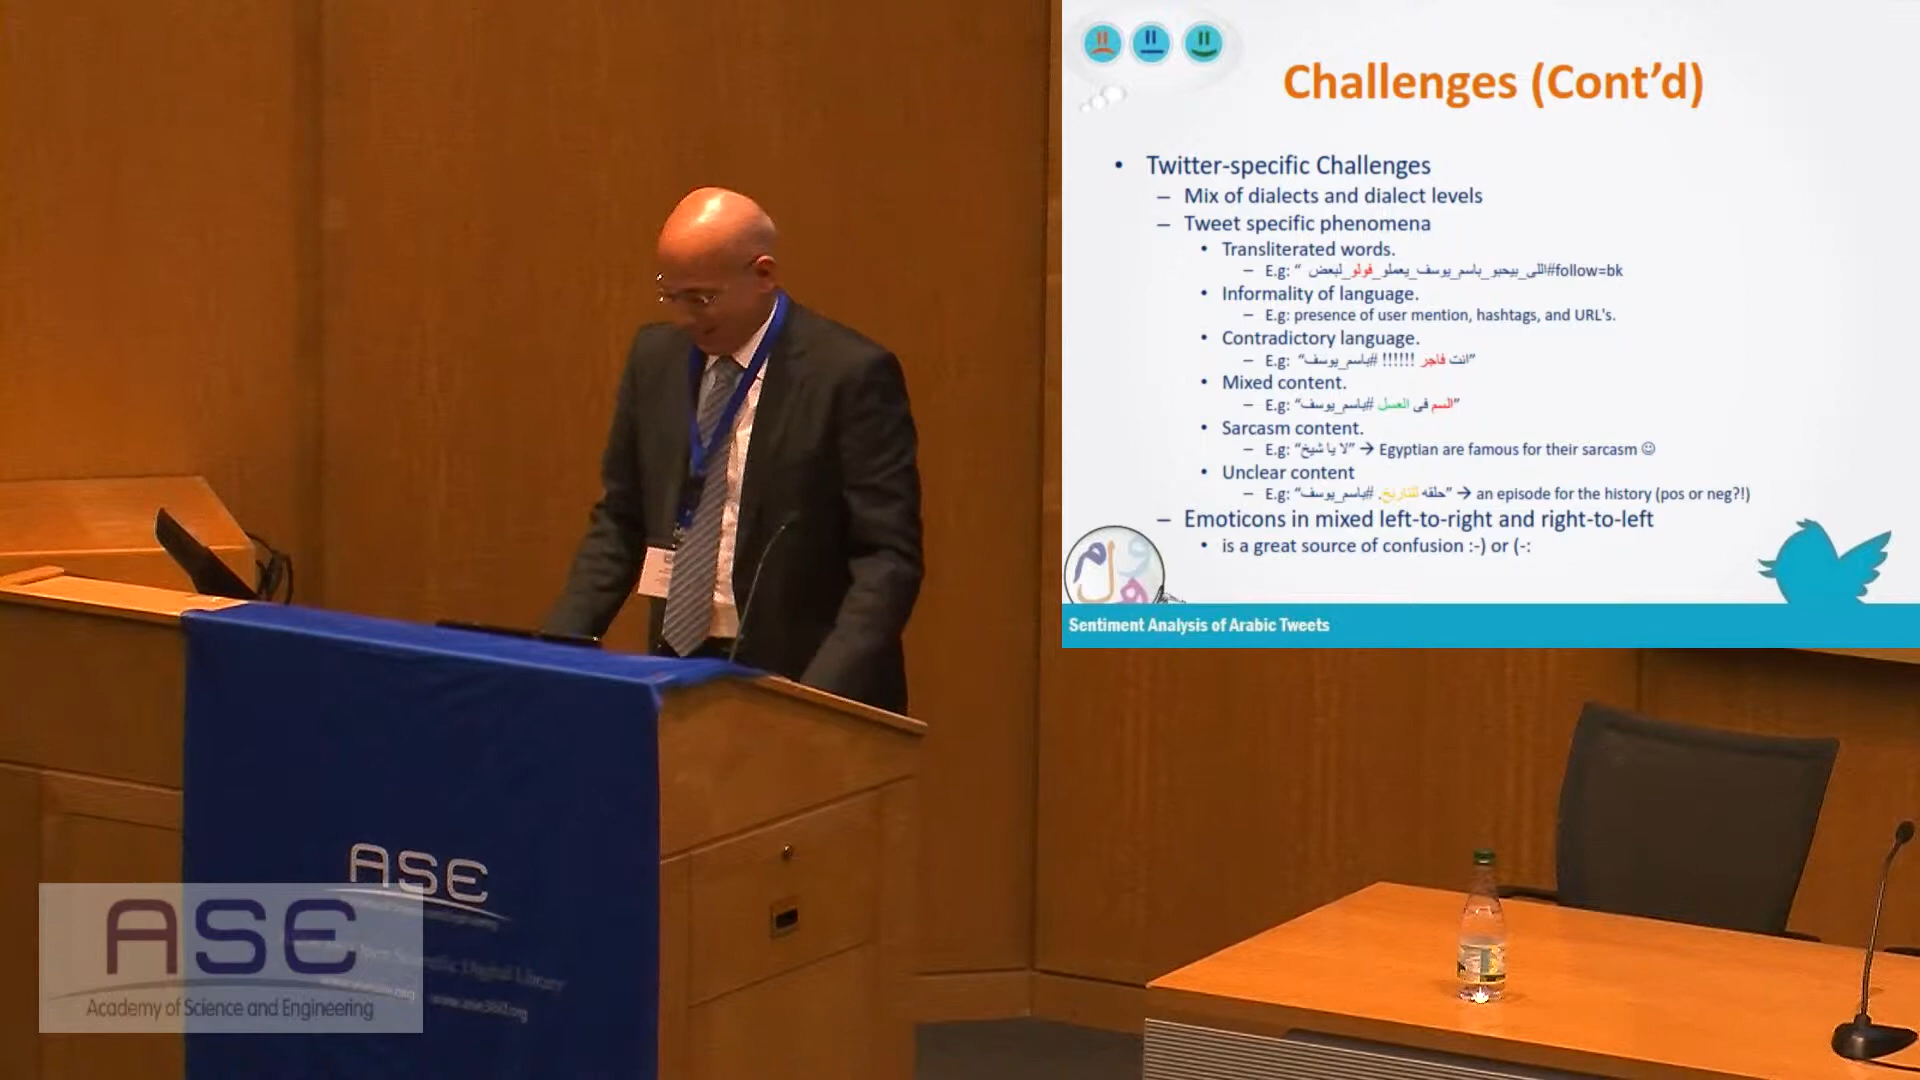 Challenges (Cont’d)
• Twitter-specific Challenges
– Mix of dialects and dialect levels
– Tweet specific phenomena
• Transliterated words.
– E.g: “ اللى_بيحبو_باسم_يوسف_يعملو_فولو_لبعض#follow=bk
• Informality of language.
– E.g: presence of user mention, hashtags, and URL's.
• Contradictory language.
– E.g: “انت فاجر !!!!!! #باسم_يوسف”
• Mixed content.
– E.g: “السم فى العسل #باسم_يوسف”
• Sarcasm content.
– E.g: “لا يا شيخ” → Egyptian are famous for their sarcasm ☺
• Unclear content
– E.g: “حلقه للتاريخ. #باسم_يوسف” → an episode for the history (pos or neg?!)
– Emoticons in mixed left-to-right and right-to-left
• is a great source of confusion :-) or (-:
Sentiment Analysis of Arabic Tweets
ASE
ASE
Academy of Science and Engineering